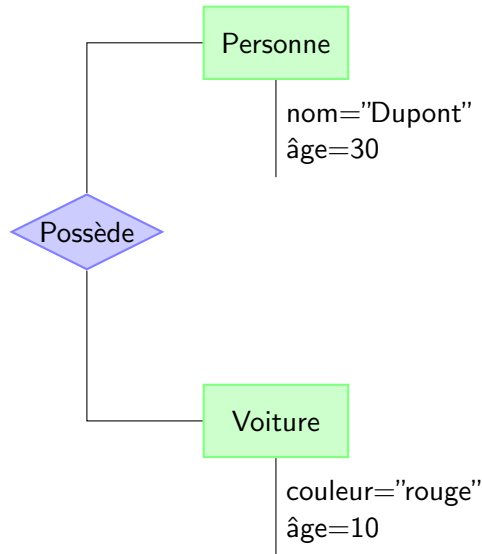 Personne
nom="Dupont"
âge=30
Possède
Voiture
couleur="rouge"
âge=10